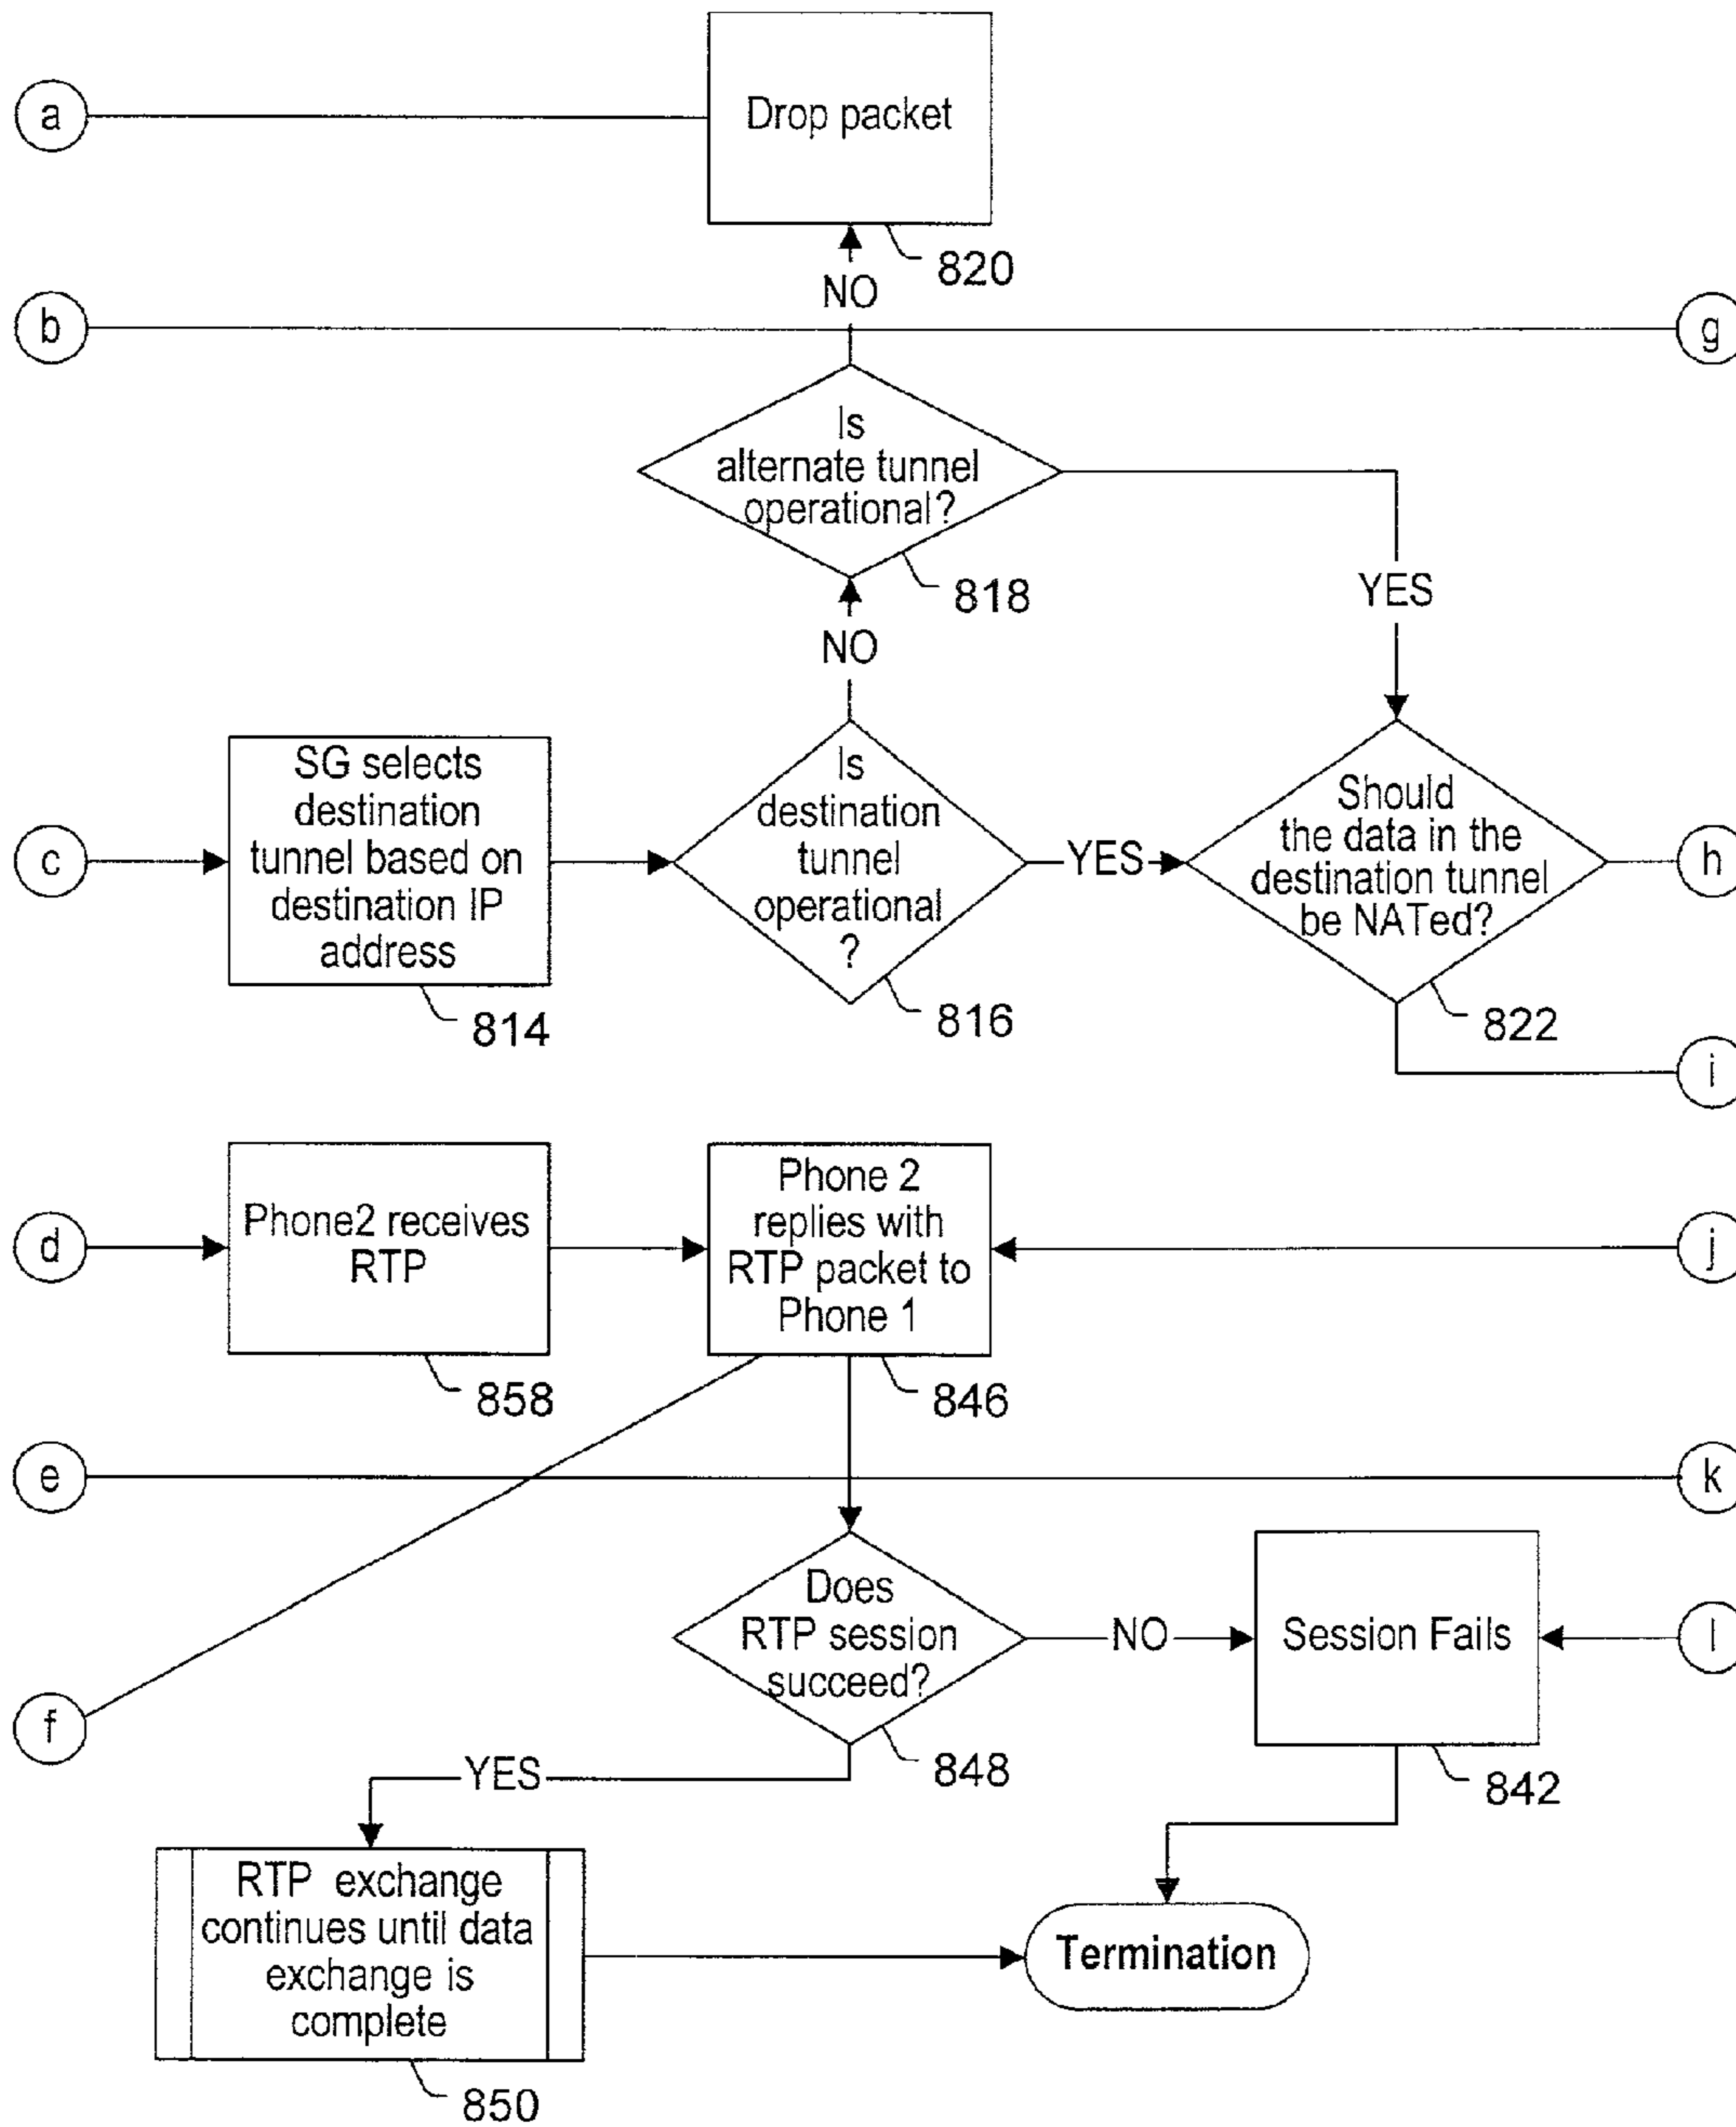 a
Drop packet
820
NO
b
g
Is
alternate tunnel
operational?
818
YES
NO
c
SG selects
destination
tunnel based on
destination IP
address
814
Is
destination
tunnel
operational
?
816
YES
Should
the data in the
destination tunnel
be NATed?
822
h
i
d
Phone2 receives
RTP
858
Phone 2
replies with
RTP packet to
Phone 1
846
j
e
k
Does
RTP session
succeed?
848
NO
Session Fails
842
l
f
YES
RTP exchange
continues until data
exchange is
complete
850
Termination